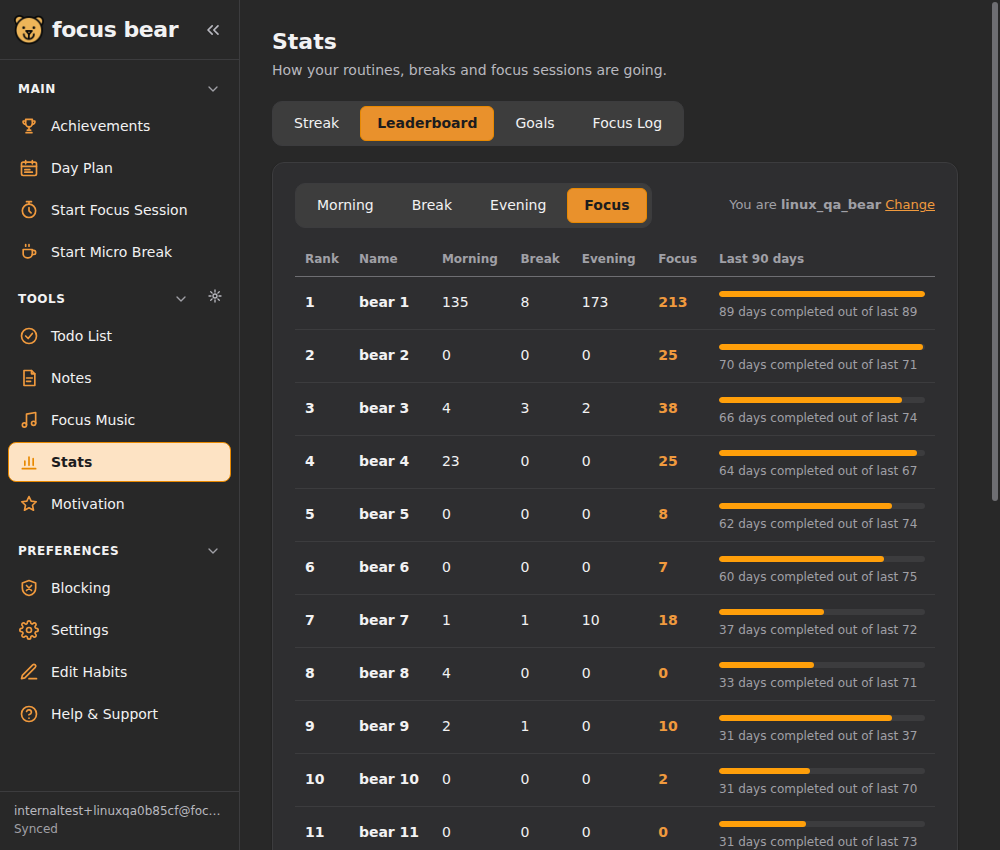 focus bear
MAIN
Achievements
Day Plan
Start Focus Session
Start Micro Break
TOOLS
Todo List
Notes
Focus Music
Stats
Motivation
PREFERENCES
Blocking
Settings
Edit Habits
Help & Support
internaltest+linuxqa0b85cf@foc...
Synced
Stats
How your routines, breaks and focus sessions are going.
Streak Leaderboard Goals Focus Log
Morning Break Evening Focus
You are linux_qa_bear Change
Rank Name Morning Break Evening Focus Last 90 days
1 bear 1 135 8 173 213
89 days completed out of last 89
2 bear 2 0 0 0 25
70 days completed out of last 71
3 bear 3 4 3 2 38
66 days completed out of last 74
4 bear 4 23 0 0 25
64 days completed out of last 67
5 bear 5 0 0 0 8
62 days completed out of last 74
6 bear 6 0 0 0 7
60 days completed out of last 75
7 bear 7 1 1 10 18
37 days completed out of last 72
8 bear 8 4 0 0 0
33 days completed out of last 71
9 bear 9 2 1 0 10
31 days completed out of last 37
10 bear 10 0 0 0 2
31 days completed out of last 70
11 bear 11 0 0 0 0
31 days completed out of last 73